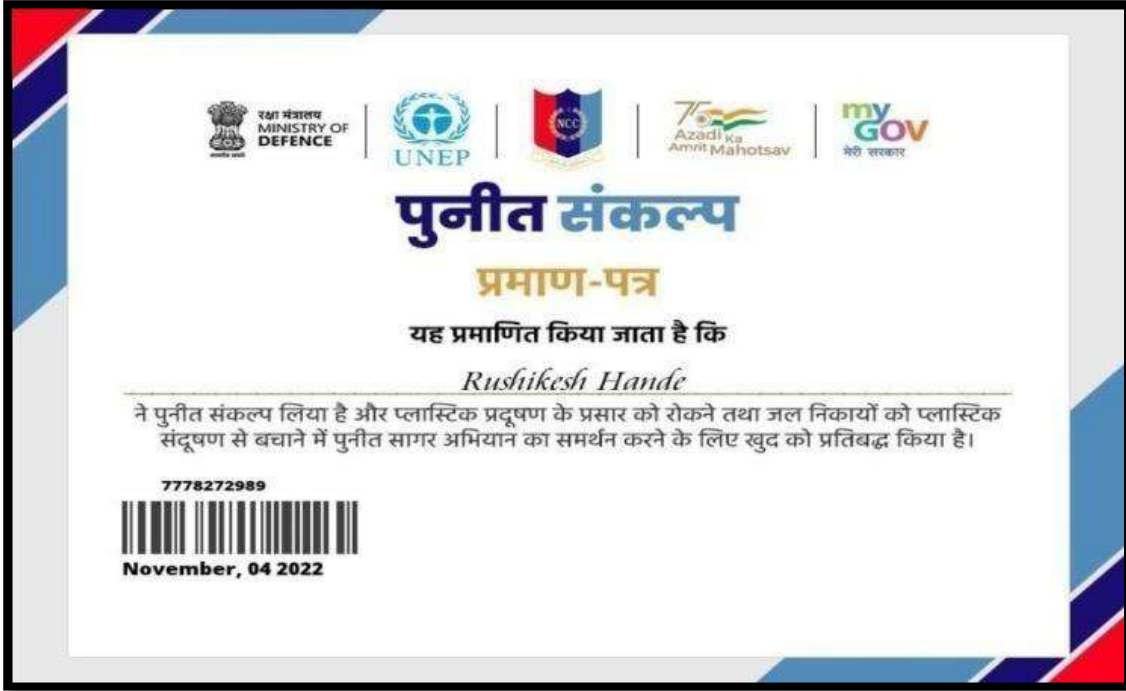 रक्षा मंत्रालय
MINISTRY OF
DEFENCE
UNEP
NCC
75
Azadi Ka
Amrit Mahotsav
my
GOV
मेरी सरकार
पुनीत संकल्प
प्रमाण-पत्र
यह प्रमाणित किया जाता है कि
Rushikesh Hande
ने पुनीत संकल्प लिया है और प्लास्टिक प्रदूषण के प्रसार को रोकने तथा जल निकायों को प्लास्टिक
संदूषण से बचाने में पुनीत सागर अभियान का समर्थन करने के लिए खुद को प्रतिबद्ध किया है।
7778272989
November, 04 2022